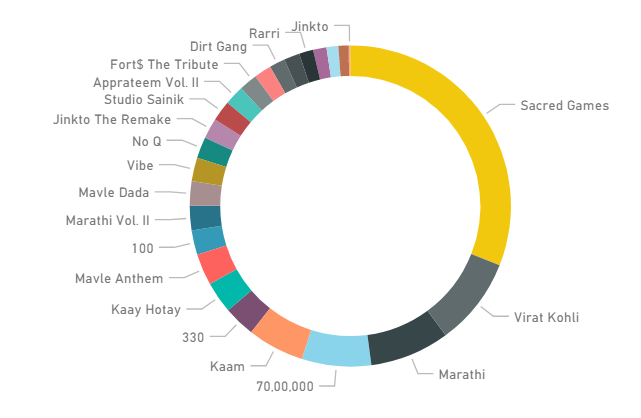 Jinkto
Rarri
Dirt Gang
Fort$ The Tribute
Apprateem Vol. II
Studio Sainik
Jinkto The Remake
No Q
Vibe
Mavle Dada
Marathi Vol. II
100
Mavle Anthem
Kaay Hotay
330
Kaam
70,00,000
Marathi
Virat Kohli
Sacred Games